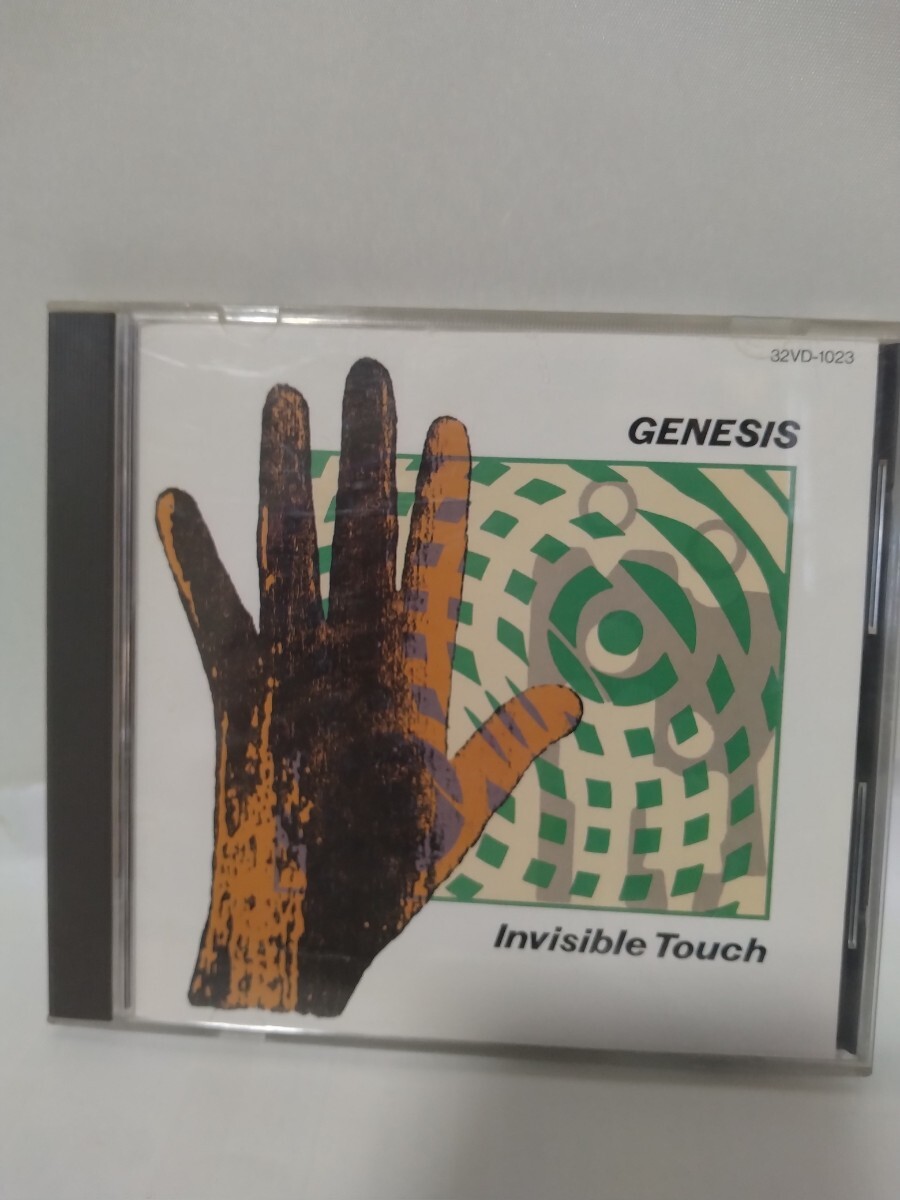 32VD-1023
GENESIS
Invisible Touch